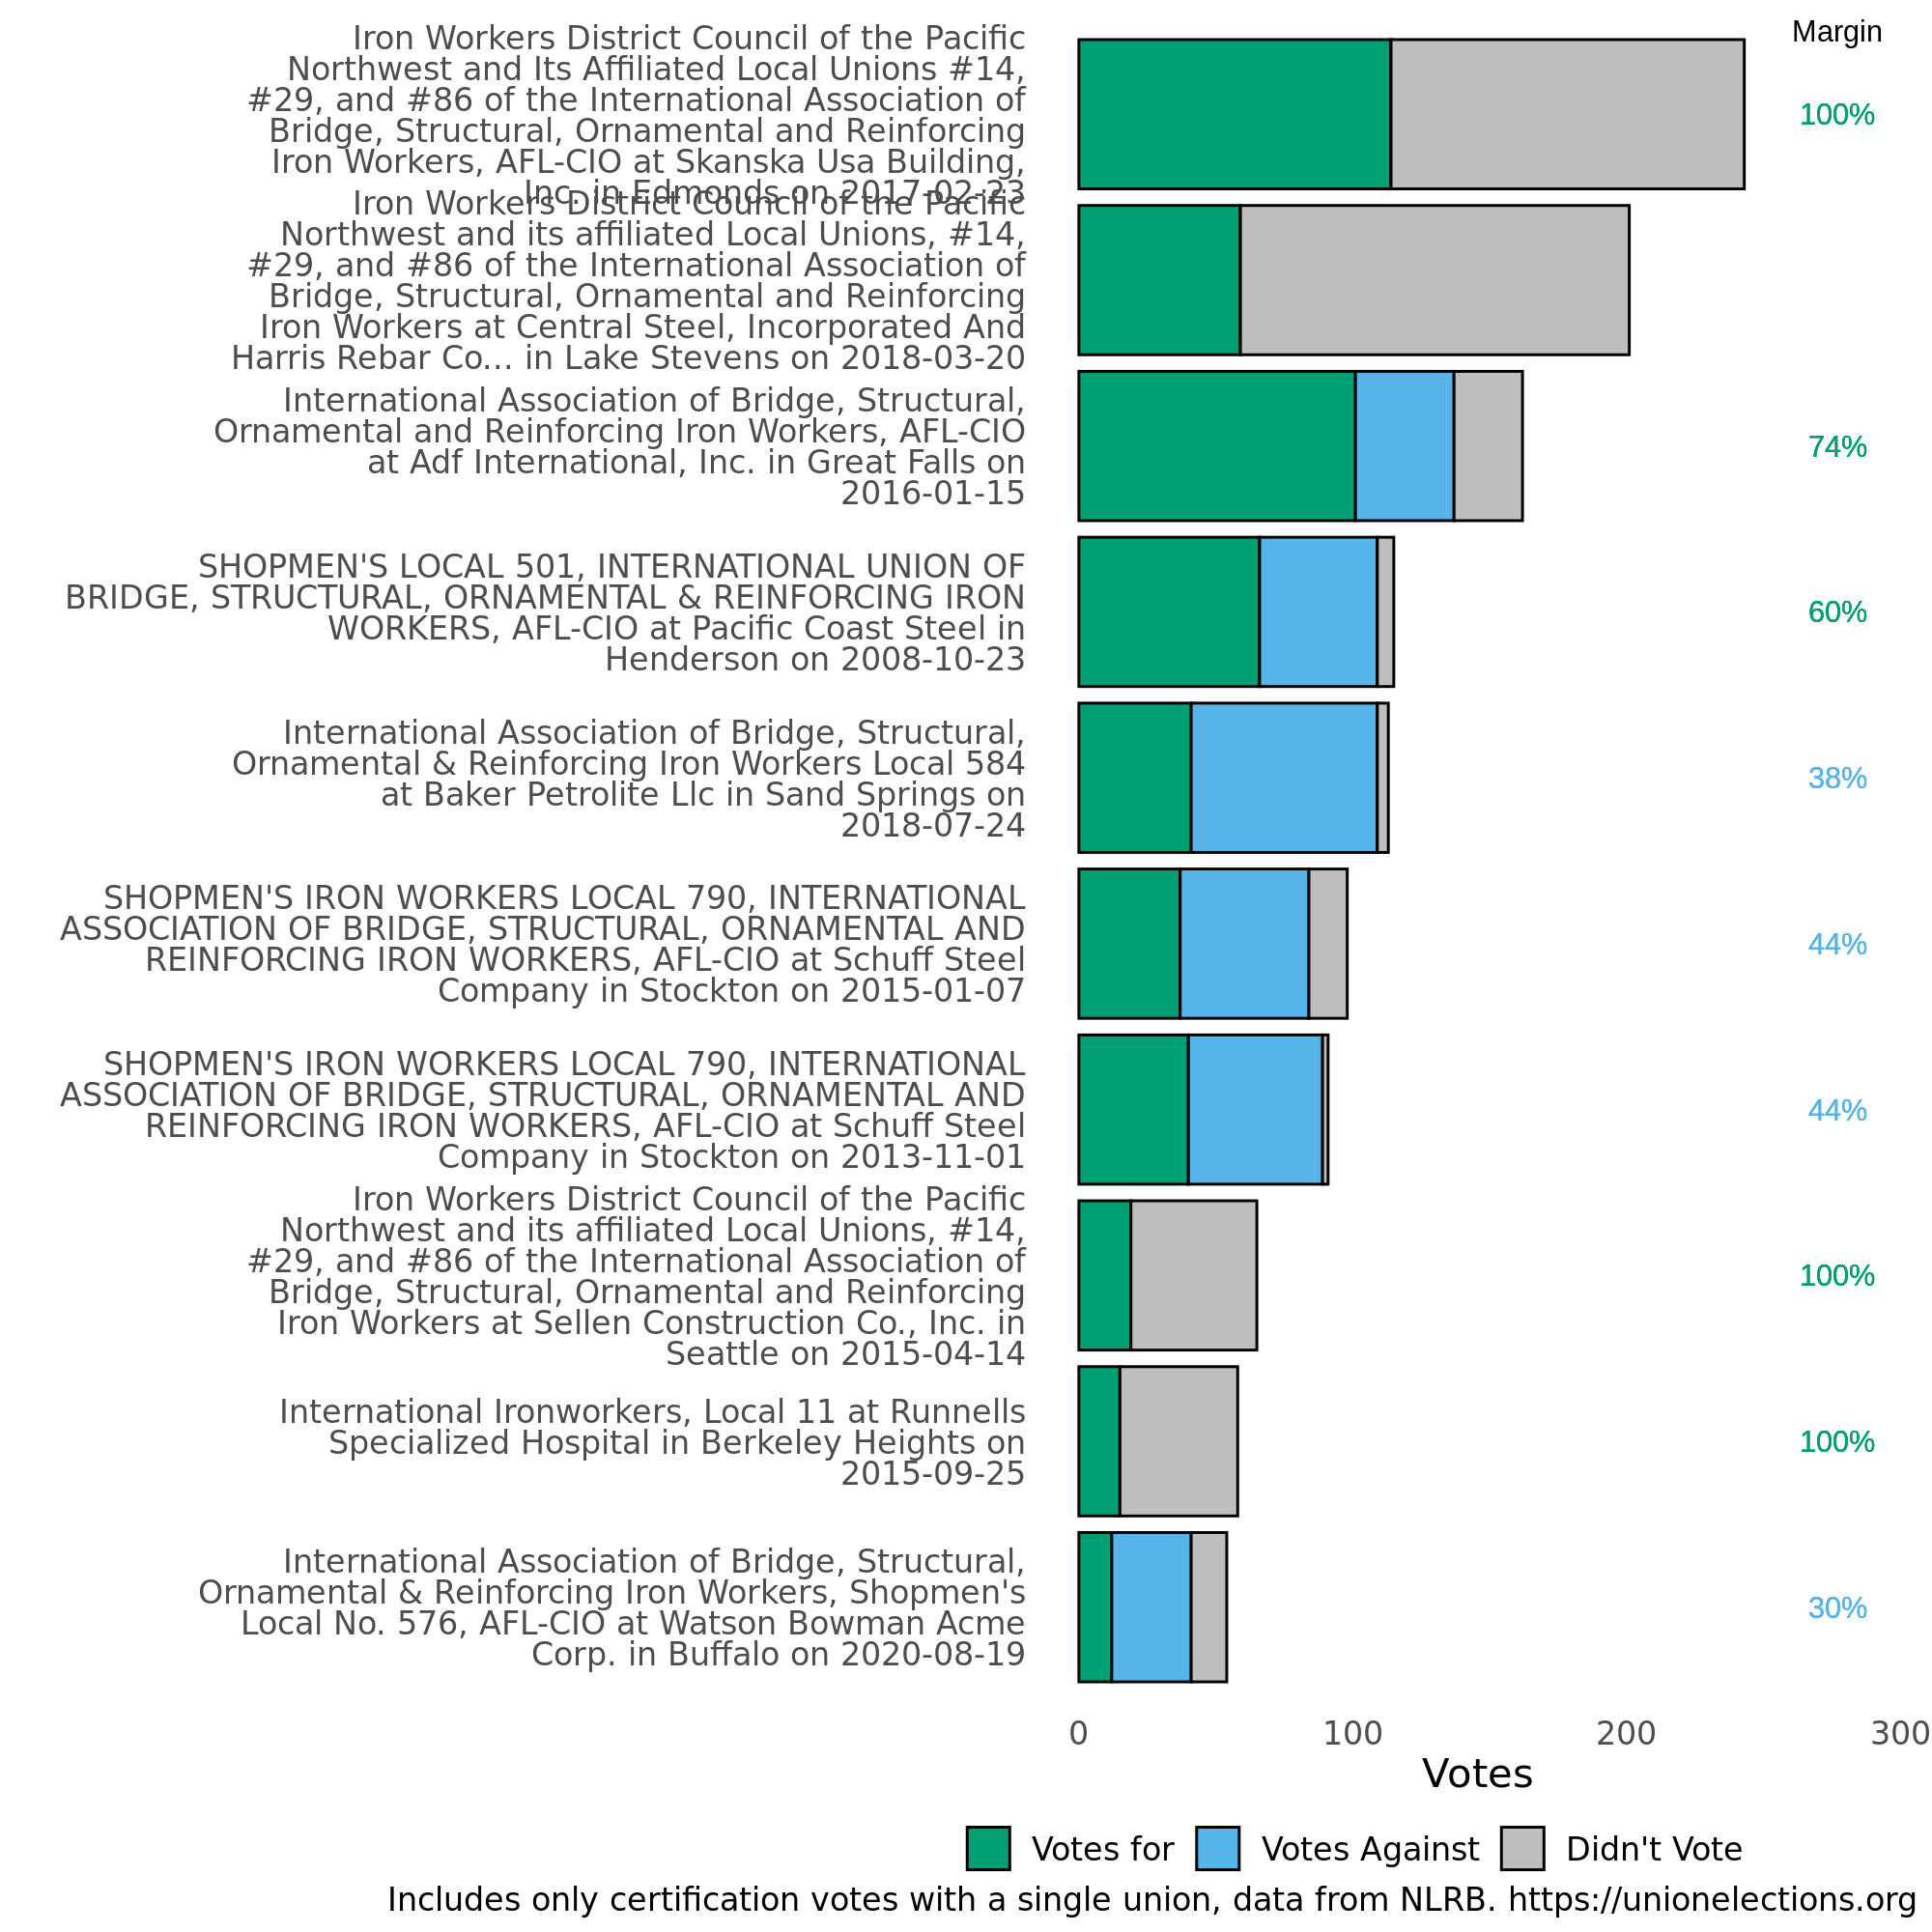 Margin
Iron Workers District Council of the Pacific
Northwest and Its Affiliated Local Unions #14,
#29, and #86 of the International Association of
Bridge, Structural, Ornamental and Reinforcing
Iron Workers, AFL-CIO at Skanska Usa Building,
Inc. in Edmonds on 2017-02-23
100%
Iron Workers District Council of the Pacific
Northwest and its affiliated Local Unions, #14,
#29, and #86 of the International Association of
Bridge, Structural, Ornamental and Reinforcing
Iron Workers at Central Steel, Incorporated And
Harris Rebar Co... in Lake Stevens on 2018-03-20
International Association of Bridge, Structural,
Ornamental and Reinforcing Iron Workers, AFL-CIO
at Adf International, Inc. in Great Falls on
2016-01-15
74%
SHOPMEN'S LOCAL 501, INTERNATIONAL UNION OF
BRIDGE, STRUCTURAL, ORNAMENTAL & REINFORCING IRON
WORKERS, AFL-CIO at Pacific Coast Steel in
Henderson on 2008-10-23
60%
International Association of Bridge, Structural,
Ornamental & Reinforcing Iron Workers Local 584
at Baker Petrolite Llc in Sand Springs on
2018-07-24
38%
SHOPMEN'S IRON WORKERS LOCAL 790, INTERNATIONAL
ASSOCIATION OF BRIDGE, STRUCTURAL, ORNAMENTAL AND
REINFORCING IRON WORKERS, AFL-CIO at Schuff Steel
Company in Stockton on 2015-01-07
44%
SHOPMEN'S IRON WORKERS LOCAL 790, INTERNATIONAL
ASSOCIATION OF BRIDGE, STRUCTURAL, ORNAMENTAL AND
REINFORCING IRON WORKERS, AFL-CIO at Schuff Steel
Company in Stockton on 2013-11-01
44%
Iron Workers District Council of the Pacific
Northwest and its affiliated Local Unions, #14,
#29, and #86 of the International Association of
Bridge, Structural, Ornamental and Reinforcing
Iron Workers at Sellen Construction Co., Inc. in
Seattle on 2015-04-14
100%
International Ironworkers, Local 11 at Runnells
Specialized Hospital in Berkeley Heights on
2015-09-25
100%
International Association of Bridge, Structural,
Ornamental & Reinforcing Iron Workers, Shopmen's
Local No. 576, AFL-CIO at Watson Bowman Acme
Corp. in Buffalo on 2020-08-19
30%
0 100 200 300
Votes
Votes for Votes Against Didn't Vote
Includes only certification votes with a single union, data from NLRB. https://unionelections.org